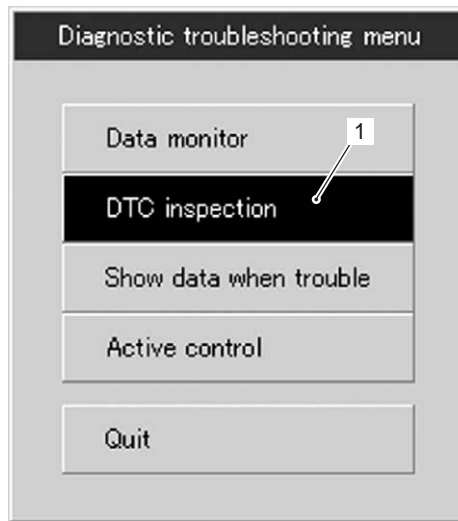 Diagnostic troubleshooting menu
Data monitor
1
DTC inspection
Show data when trouble
Active control
Quit